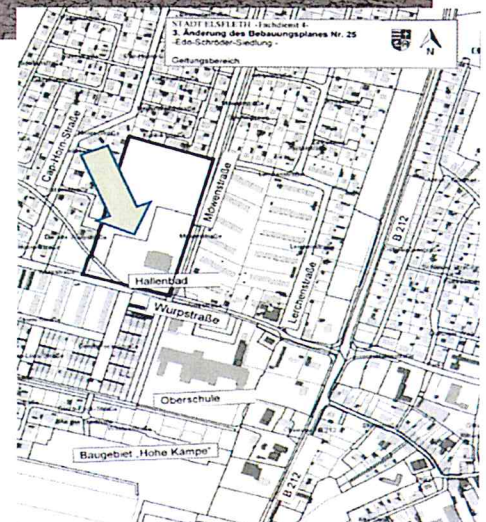 STADT ELSFLETH -Fachdienst 4-
3. Änderung des Bebauungsplanes Nr. 25
-Edo-Schröder-Siedlung -
Geltungsbereich
N
Cap-Horn-Straße
Möwenstraße
B 212
Lerchenstraße
Hallenbad
Wurpstraße
Oberschule
Baugebiet „Hohe Kämpe"
B 212